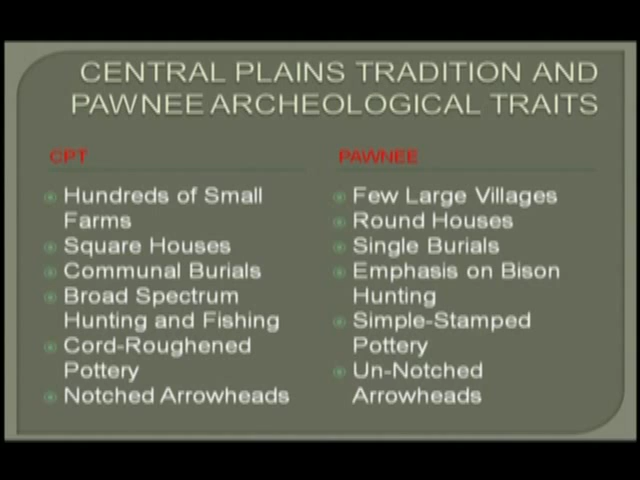 CENTRAL PLAINS TRADITION AND
PAWNEE ARCHEOLOGICAL TRAITS
CPT
Hundreds of Small
Farms
Square Houses
Communal Burials
Broad Spectrum
Hunting and Fishing
Cord-Roughened
Pottery
Notched Arrowheads
PAWNEE
Few Large Villages
Round Houses
Single Burials
Emphasis on Bison
Hunting
Simple-Stamped
Pottery
Un-Notched
Arrowheads